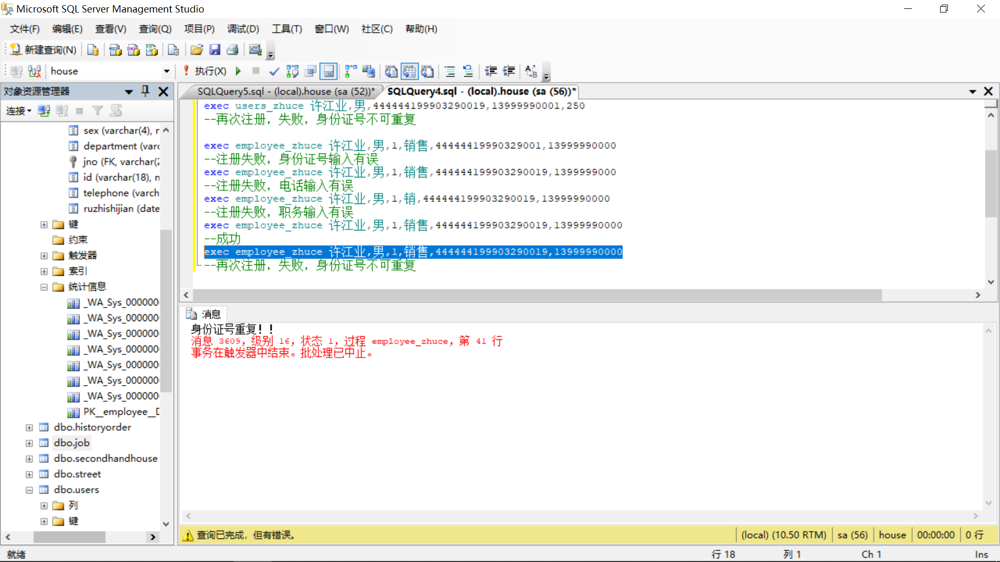 Microsoft SQL Server Management Studio
文件(F) 编辑(E) 查看(V) 查询(Q) 项目(P) 调试(D) 工具(T) 窗口(W) 社区(C) 帮助(H)
新建查询(N)
house 执行(X)
对象资源管理器
连接
sex (varchar(4), r
department (varc
jno (FK, varchar(2
id (varchar(18), n
telephone (varch
ruzhishijian (date
键
约束
触发器
索引
统计信息
_WA_Sys_000000
_WA_Sys_000000
_WA_Sys_000000
_WA_Sys_000000
_WA_Sys_000000
_WA_Sys_000000
_WA_Sys_000000
PK__employee__D
dbo.historyorder
dbo.job
dbo.secondhandhouse
dbo.street
dbo.users
列
键
SQLQuery5.sql - (local).house (sa (52))* SQLQuery4.sql - (local).house (sa (56))*
exec users_zhuce 许江业,男,444444199903290019,13999990001,250
--再次注册，失败，身份证号不可重复
exec employee_zhuce 许江业,男,1,销售,44444419990329001,13999990000
--注册失败，身份证号输入有误
exec employee_zhuce 许江业,男,1,销售,444444199903290019,1399999000
--注册失败，电话输入有误
exec employee_zhuce 许江业,男,1,销,444444199903290019,13999990000
--注册失败，职务输入有误
exec employee_zhuce 许江业,男,1,销售,444444199903290019,13999990000
--成功
exec employee_zhuce 许江业,男,1,销售,444444199903290019,13999990000
--再次注册，失败，身份证号不可重复
消息
身份证号重复！！
消息 3609，级别 16，状态 1，过程 employee_zhuce，第 41 行
事务在触发器中结束。批处理已中止。
查询已完成，但有错误。 (local) (10.50 RTM) sa (56) house 00:00:00 0 行
就绪 行 18 列 1 Ch 1 Ins